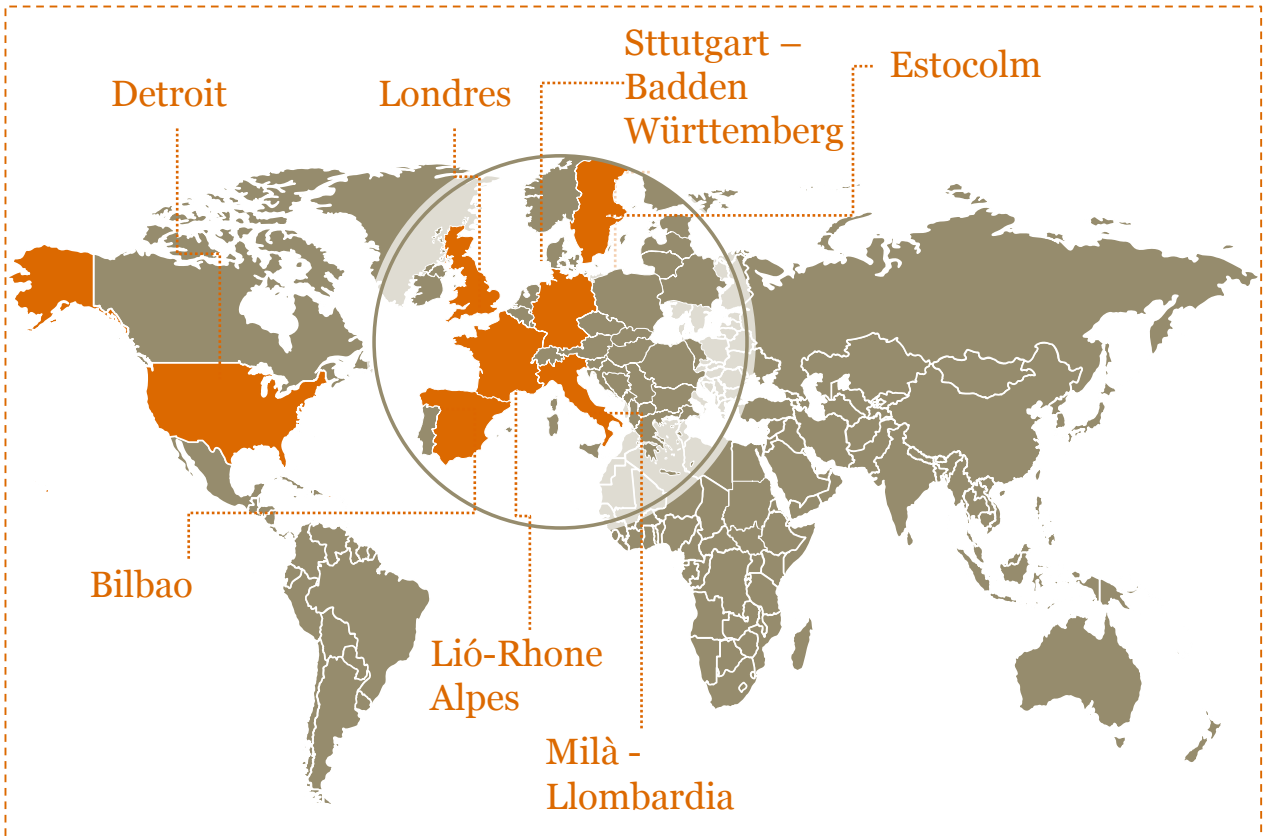 Detroit
Londres
Sttutgart –
Badden
Württemberg
Estocolm
Bilbao
Lió-Rhone
Alpes
Milà -
Llombardia